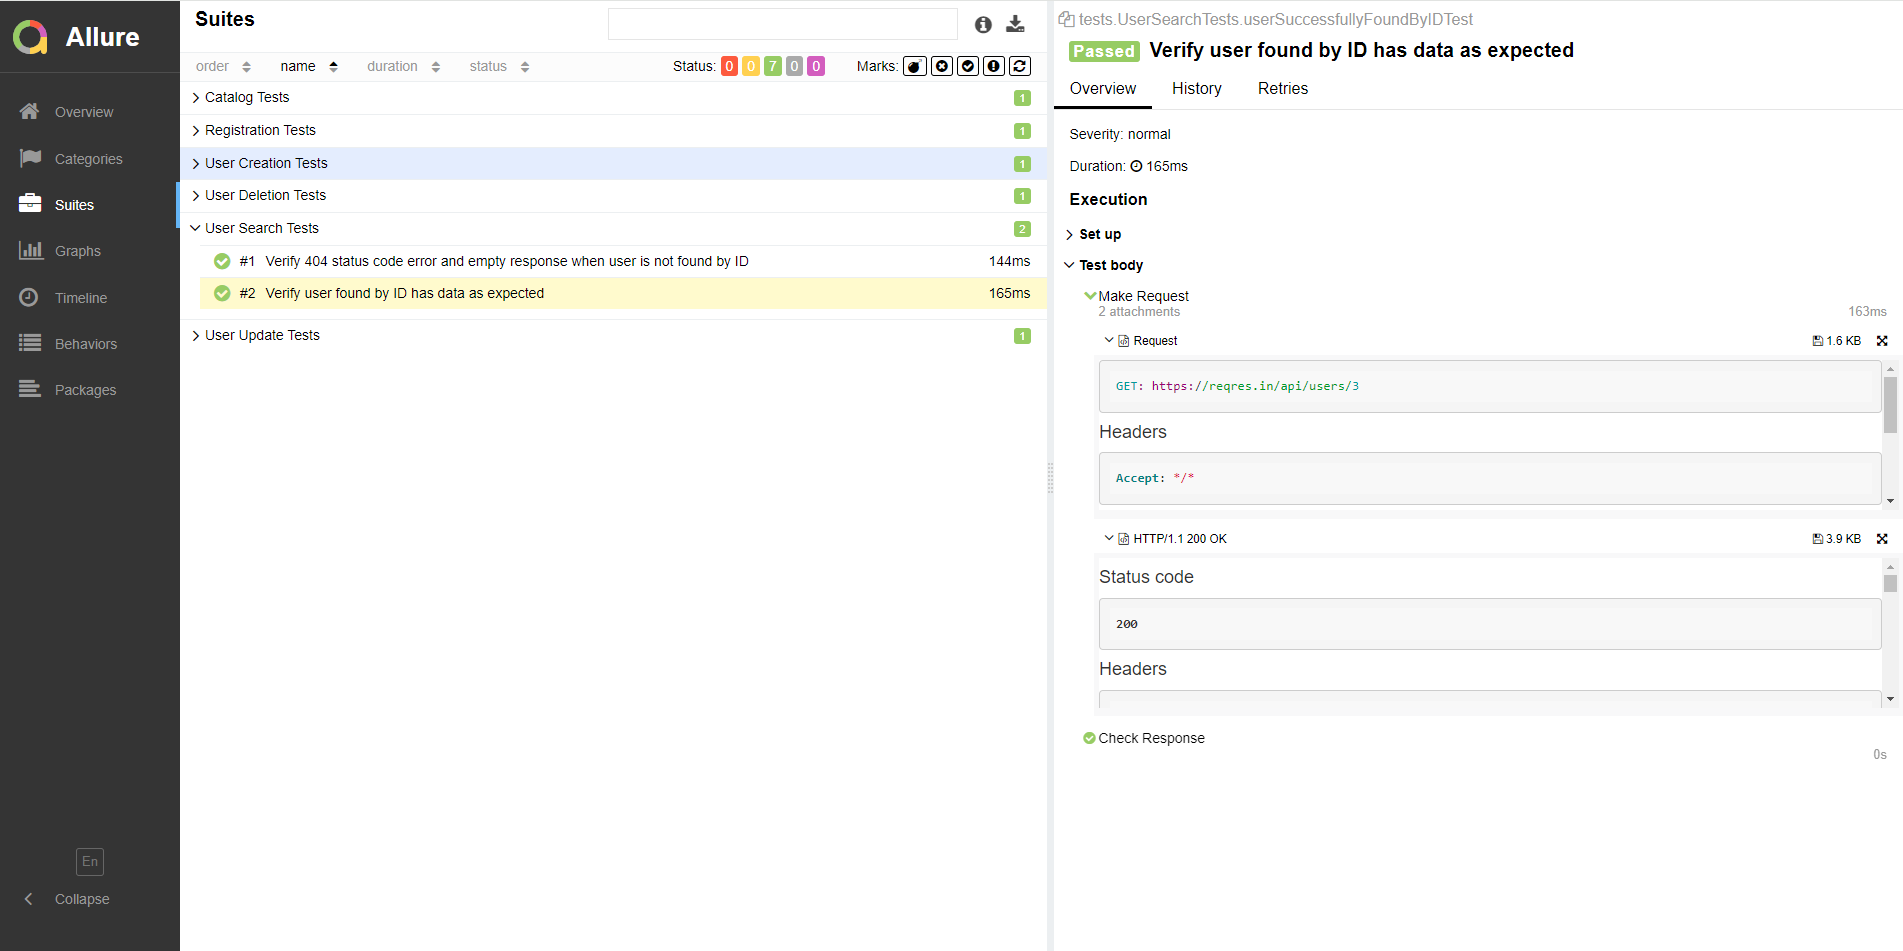 Allure
Overview
Categories
Suites
Graphs
Timeline
Behaviors
Packages
En
Collapse
Suites
order name duration status Status: 0 0 7 0 0 Marks:
Catalog Tests 1
Registration Tests 1
User Creation Tests 1
User Deletion Tests 1
User Search Tests 2
#1 Verify 404 status code error and empty response when user is not found by ID 144ms
#2 Verify user found by ID has data as expected 165ms
User Update Tests 1
tests.UserSearchTests.userSuccessfullyFoundByIDTest
Passed Verify user found by ID has data as expected
Overview History Retries
Severity: normal
Duration: 165ms
Execution
Set up
Test body
Make Request
2 attachments 163ms
Request 1.6 KB
GET: https://reqres.in/api/users/3
Headers
Accept: */*
HTTP/1.1 200 OK 3.9 KB
Status code
200
Headers
Check Response
0s